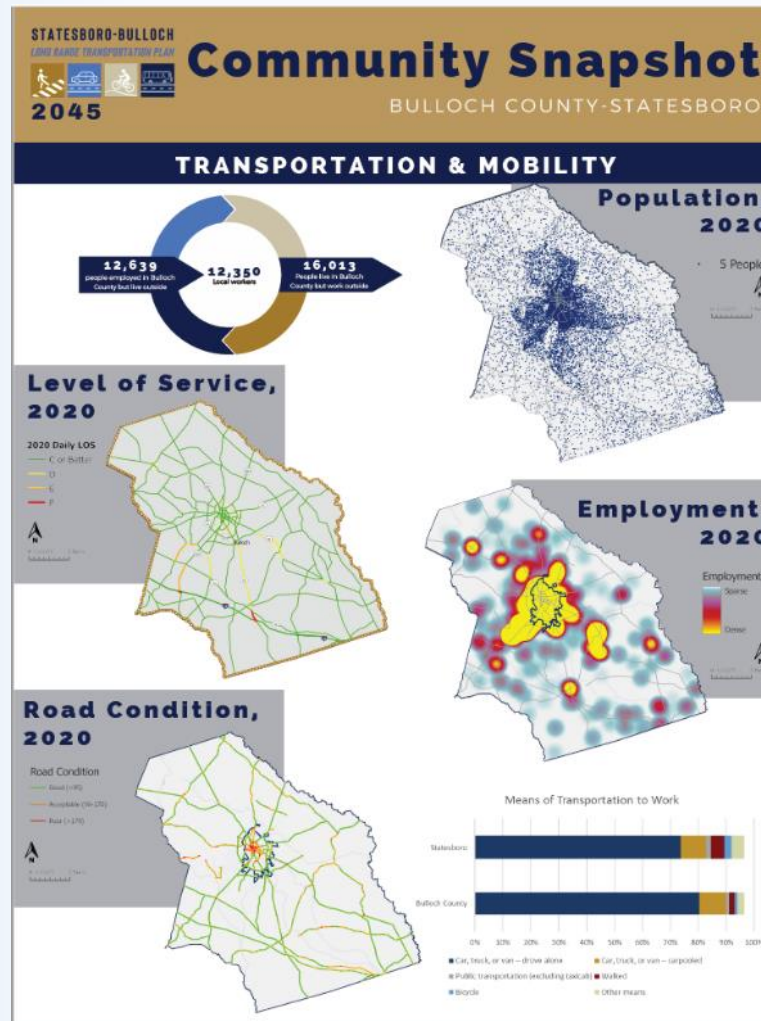 STATESBORO-BULLOCH
LONG RANGE TRANSPORTATION PLAN
2045
Community Snapshot
BULLOCH COUNTY-STATESBORO
TRANSPORTATION & MOBILITY
12,639
people employed in Bulloch
County but live outside
12,350
Local workers
16,013
People live in Bulloch
County but work outside
Population
2020
5 People
Level of Service,
2020
2020 Daily LOS
C or Better
D
E
F
N
Employment
2020
Employment
Sparse
Dense
Road Condition,
2020
Road Condition
N
Means of Transportation to Work
Statesboro
Bulloch County
0% 10% 20% 30% 40% 50% 60% 70% 80% 90% 100%
Car, truck, or van -- drove alone
Car, truck, or van -- carpooled
Public transportation (excluding taxicab)
Walked
Bicycle
Other means